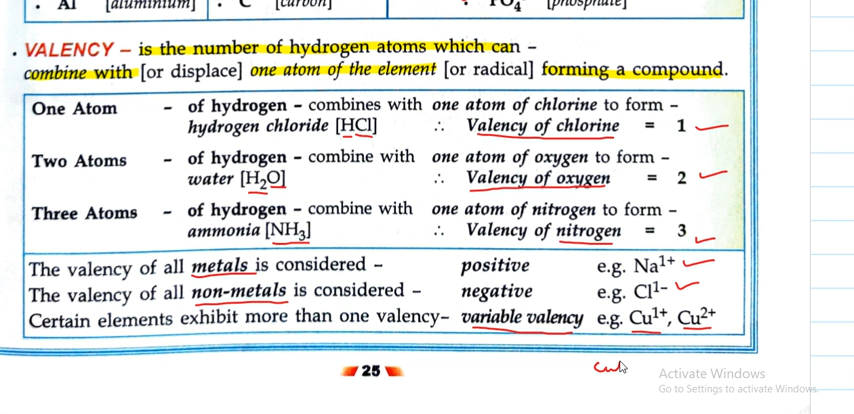 • Al [aluminium] • C [carbon] • PO₄ [phosphate]
• VALENCY – is the number of hydrogen atoms which can –
combine with [or displace] one atom of the element [or radical] forming a compound.
One Atom – of hydrogen – combines with one atom of chlorine to form –
hydrogen chloride [HCl] ∴ Valency of chlorine = 1
Two Atoms – of hydrogen – combine with one atom of oxygen to form –
water [H₂O] ∴ Valency of oxygen = 2
Three Atoms – of hydrogen – combine with one atom of nitrogen to form –
ammonia [NH₃] ∴ Valency of nitrogen = 3
The valency of all metals is considered – positive e.g. Na¹⁺
The valency of all non-metals is considered – negative e.g. Cl¹⁻
Certain elements exhibit more than one valency– variable valency e.g. Cu¹⁺, Cu²⁺
25
Activate Windows
Go to Settings to activate Windows.